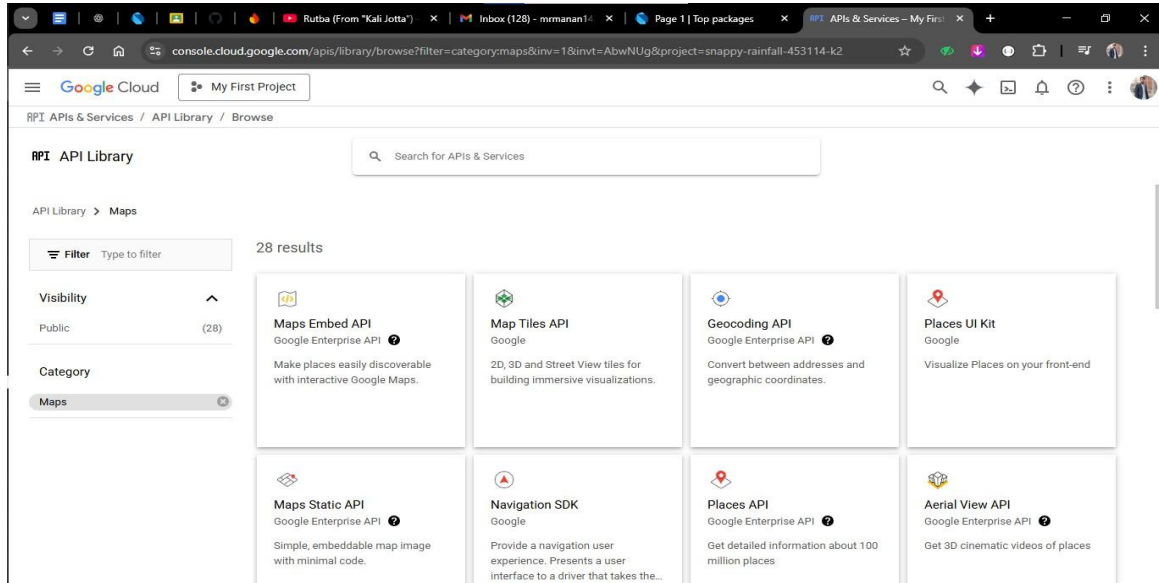 Rutba (From "Kali Jotta") -
Inbox (128) - mrmanan14
Page 1 | Top packages
API APIs & Services – My First
console.cloud.google.com/apis/library/browse?filter=category:maps&inv=1&invt=AbwNUg&project=snappy-rainfall-453114-k2
Google Cloud
My First Project
API APIs & Services / API Library / Browse
API API Library
Search for APIs & Services
API Library > Maps
Filter Type to filter
Visibility
Public (28)
Category
Maps
28 results
Maps Embed API
Google Enterprise API
Make places easily discoverable
with interactive Google Maps.
Map Tiles API
Google
2D, 3D and Street View tiles for
building immersive visualizations.
Geocoding API
Google Enterprise API
Convert between addresses and
geographic coordinates.
Places UI Kit
Google
Visualize Places on your front-end
Maps Static API
Google Enterprise API
Simple, embeddable map image
with minimal code.
Navigation SDK
Google
Provide a navigation user
experience. Presents a user
interface to a driver that takes the...
Places API
Google Enterprise API
Get detailed information about 100
million places
Aerial View API
Google Enterprise API
Get 3D cinematic videos of places